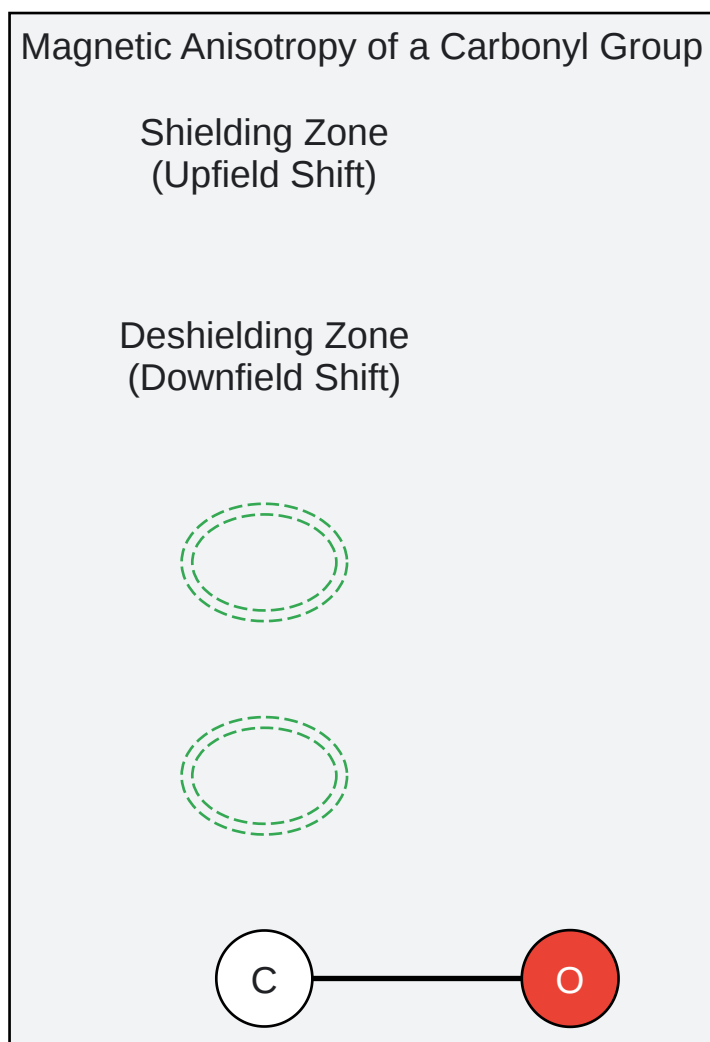 Magnetic Anisotropy of a Carbonyl Group
Shielding Zone
(Upfield Shift)
Deshielding Zone
(Downfield Shift)
C
O